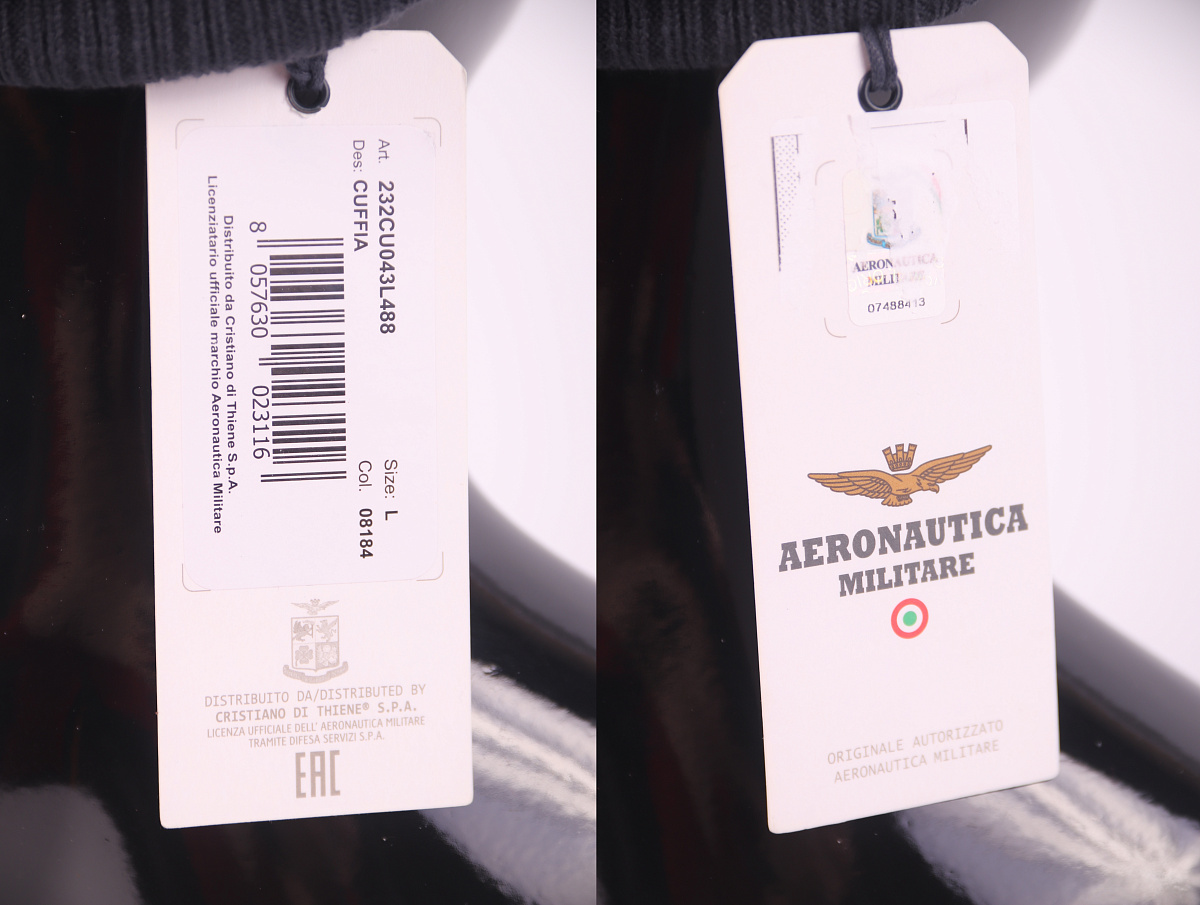 Art. 232CU043L488
Size: L
Des: CUFFIA
Col. 08184
8 057630 023116
Distribuito da Cristiano di Thiene S.p.A.
Licenziatario ufficiale marchio Aeronautica Militare
DISTRIBUITO DA/DISTRIBUTED BY
CRISTIANO DI THIENE® S.P.A.
LICENZA UFFICIALE DELL' AERONAUTICA MILITARE
TRAMITE DIFESA SERVIZI S.P.A.
EAC
AERONAUTICA
MILITARE
07488413
AERONAUTICA
MILITARE
ORIGINALE AUTORIZZATO
AERONAUTICA MILITARE